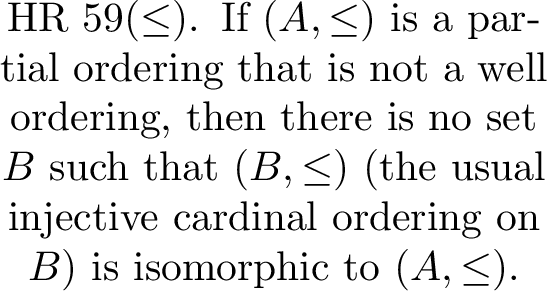 HR 59(≤). If (A, ≤) is a par-
tial ordering that is not a well
ordering, then there is no set
B such that (B, ≤) (the usual
injective cardinal ordering on
B) is isomorphic to (A, ≤).